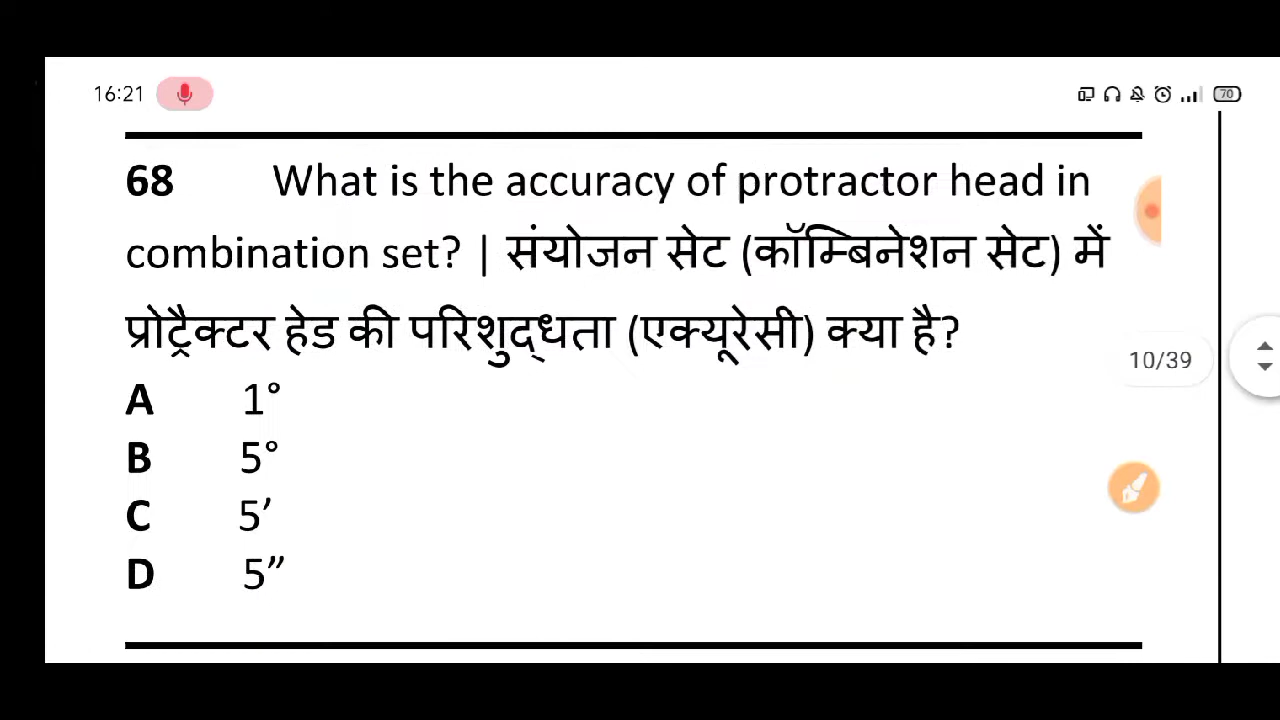 16:21 70
68 What is the accuracy of protractor head in
combination set? | संयोजन सेट (कॉम्बिनेशन सेट) में
प्रोट्रैक्टर हेड की परिशुद्धता (एक्यूरेसी) क्या है?
10/39
A 1°
B 5°
C 5’
D 5”